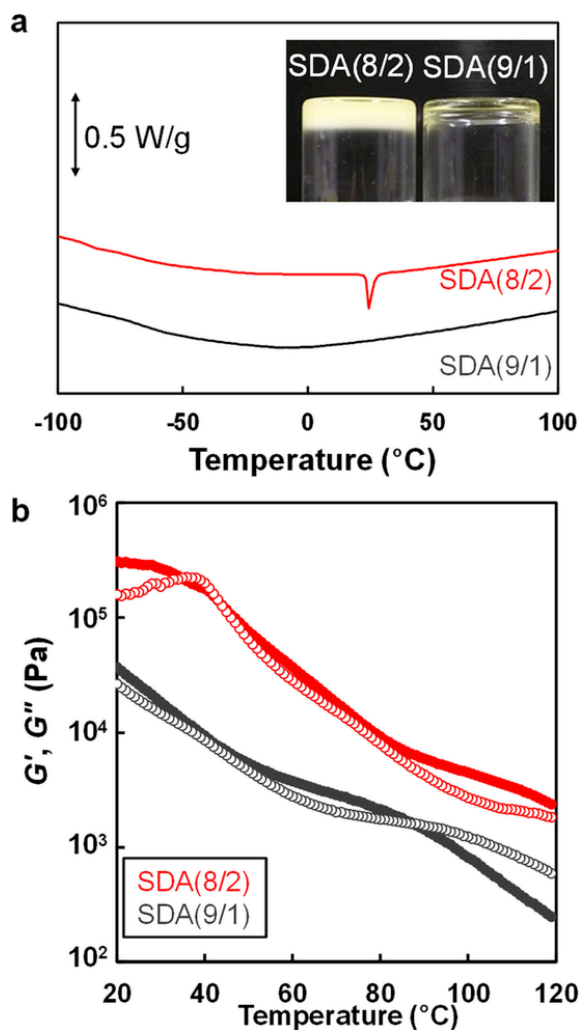 a
SDA(8/2) SDA(9/1)
0.5 W/g
SDA(8/2)
SDA(9/1)
-100 -50 0 50 100
Temperature (°C)
b
10⁶
10⁵
10⁴
10³
10²
G', G" (Pa)
SDA(8/2)
SDA(9/1)
20 40 60 80 100 120
Temperature (°C)